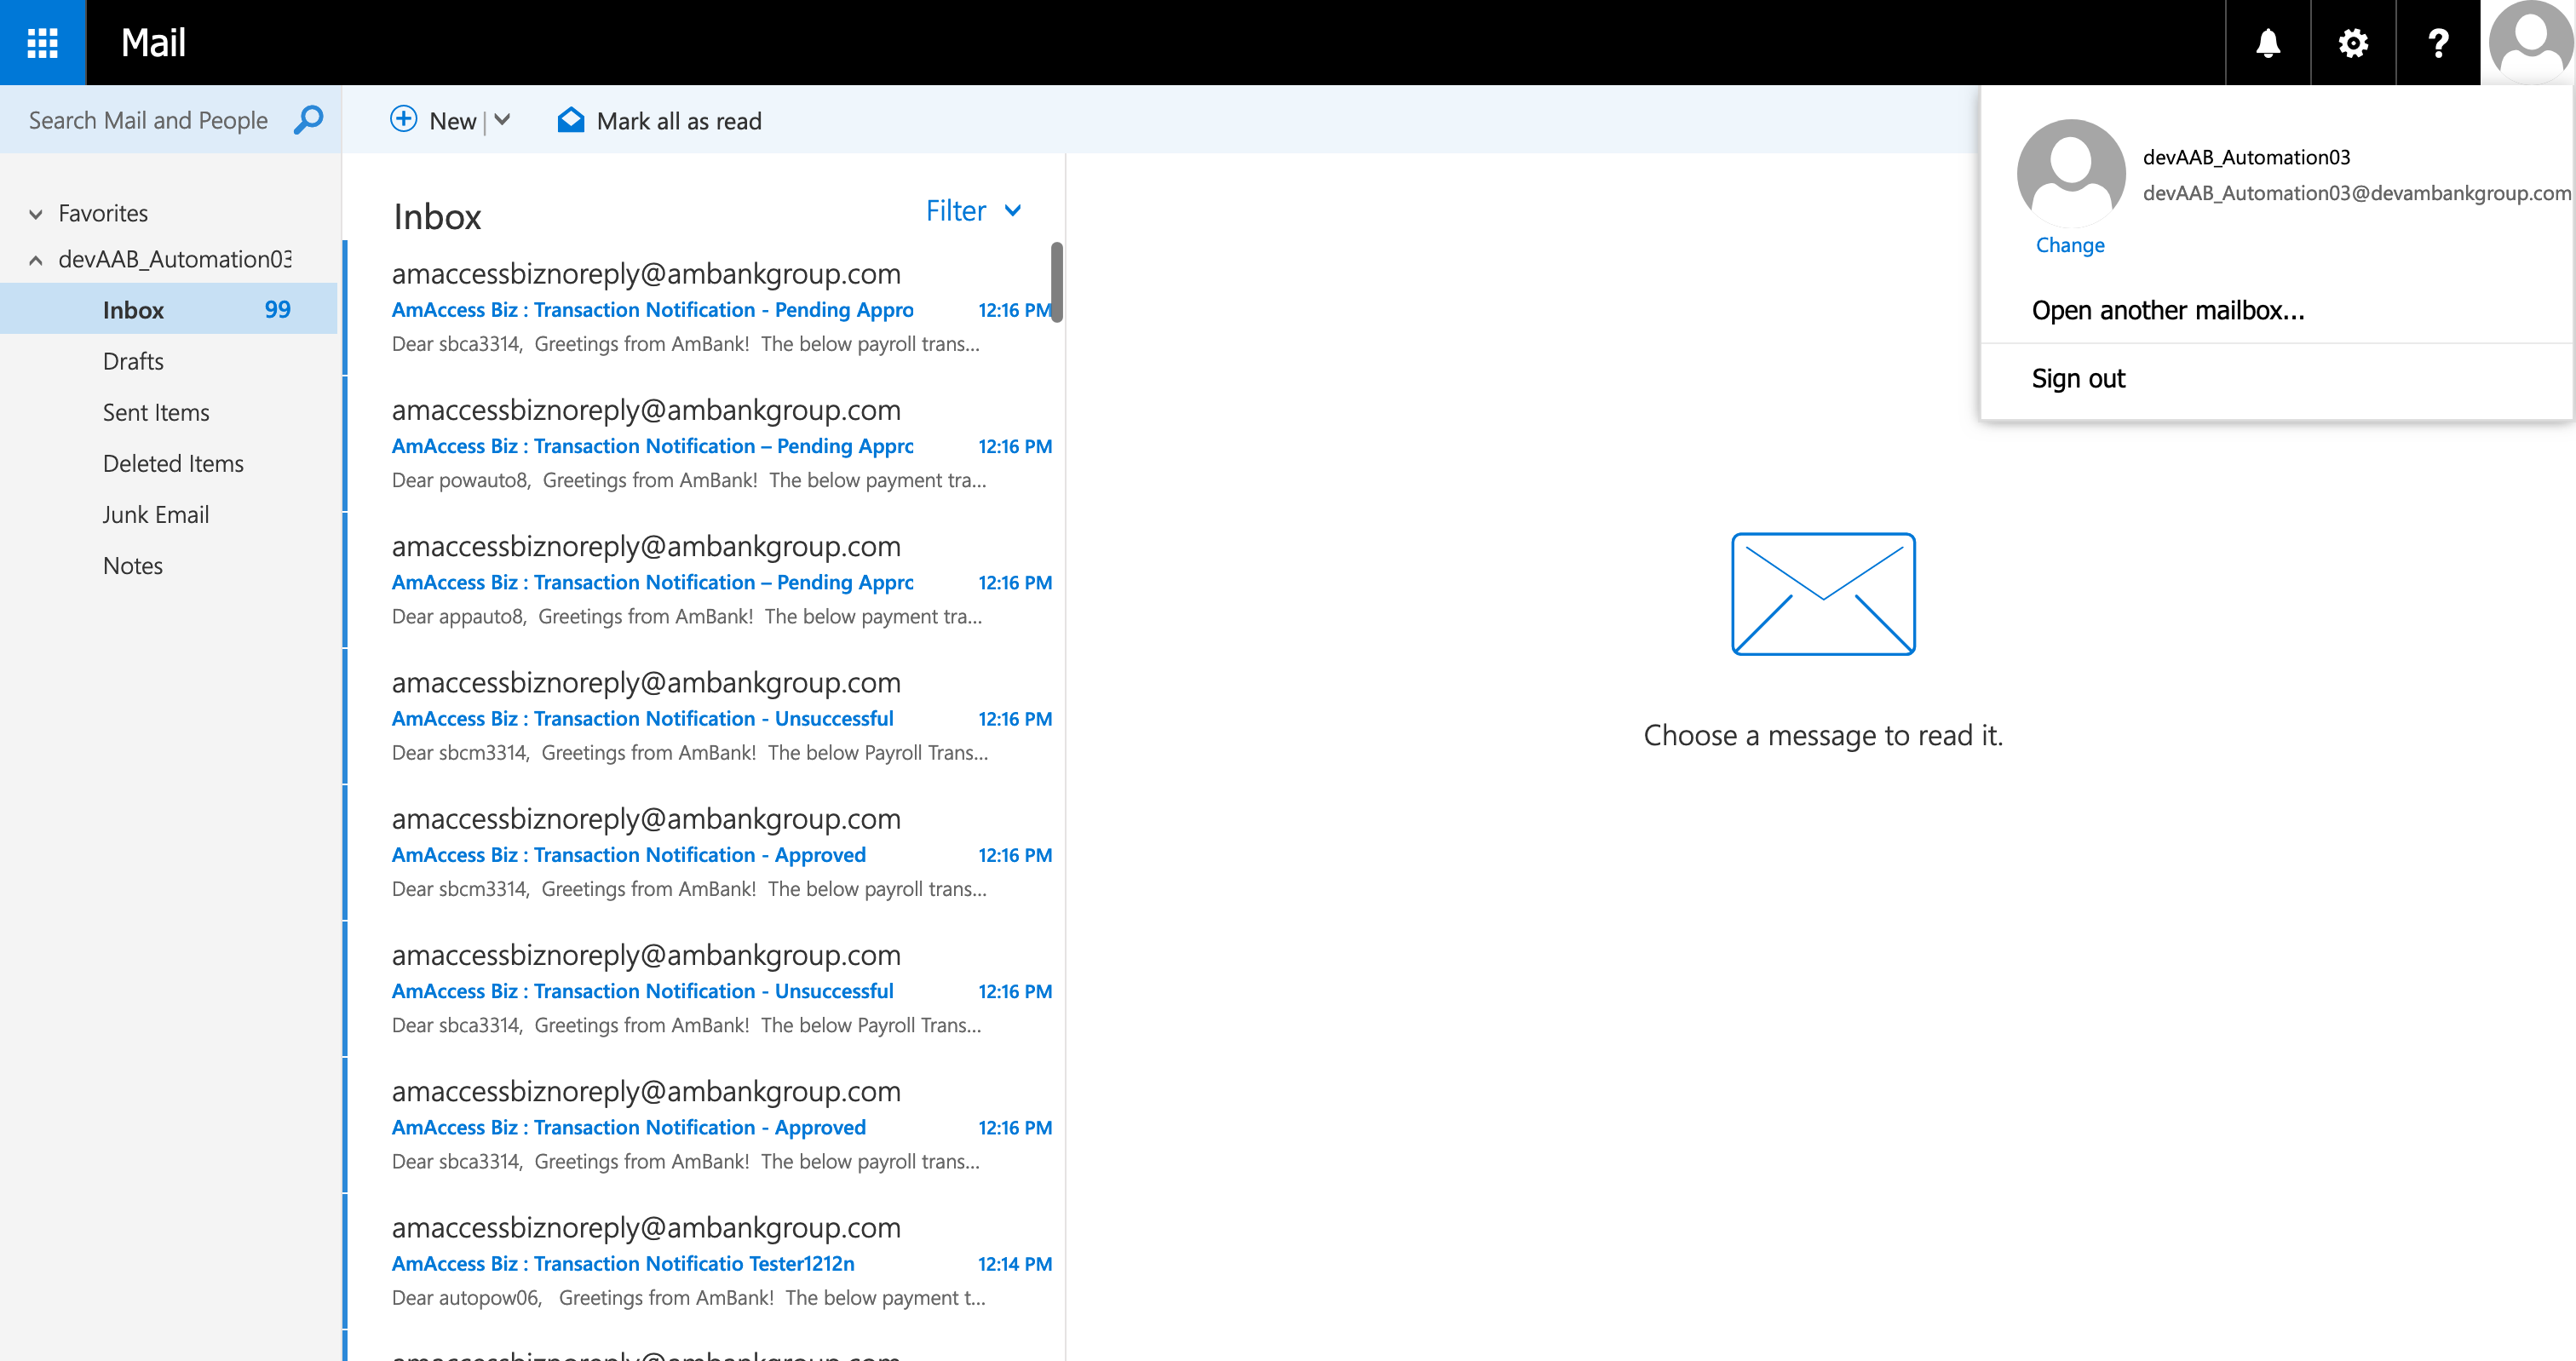 Mail
Search Mail and People
New
Mark all as read
Favorites
devAAB_Automation03
Inbox 99
Drafts
Sent Items
Deleted Items
Junk Email
Notes
Inbox
Filter
amaccessbiznoreply@ambankgroup.com
AmAccess Biz : Transaction Notification - Pending Appro 12:16 PM
Dear sbca3314, Greetings from AmBank! The below payroll trans...
amaccessbiznoreply@ambankgroup.com
AmAccess Biz : Transaction Notification – Pending Appro 12:16 PM
Dear powauto8, Greetings from AmBank! The below payment tra...
amaccessbiznoreply@ambankgroup.com
AmAccess Biz : Transaction Notification – Pending Appro 12:16 PM
Dear appauto8, Greetings from AmBank! The below payment tra...
amaccessbiznoreply@ambankgroup.com
AmAccess Biz : Transaction Notification - Unsuccessful 12:16 PM
Dear sbcm3314, Greetings from AmBank! The below Payroll Trans...
amaccessbiznoreply@ambankgroup.com
AmAccess Biz : Transaction Notification - Approved 12:16 PM
Dear sbcm3314, Greetings from AmBank! The below payroll trans...
amaccessbiznoreply@ambankgroup.com
AmAccess Biz : Transaction Notification - Unsuccessful 12:16 PM
Dear sbca3314, Greetings from AmBank! The below Payroll Trans...
amaccessbiznoreply@ambankgroup.com
AmAccess Biz : Transaction Notification - Approved 12:16 PM
Dear sbca3314, Greetings from AmBank! The below payroll trans...
amaccessbiznoreply@ambankgroup.com
AmAccess Biz : Transaction Notificatio Tester1212n 12:14 PM
Dear autopow06, Greetings from AmBank! The below payment t...
Choose a message to read it.
devAAB_Automation03
devAAB_Automation03@devambankgroup.com
Change
Open another mailbox...
Sign out